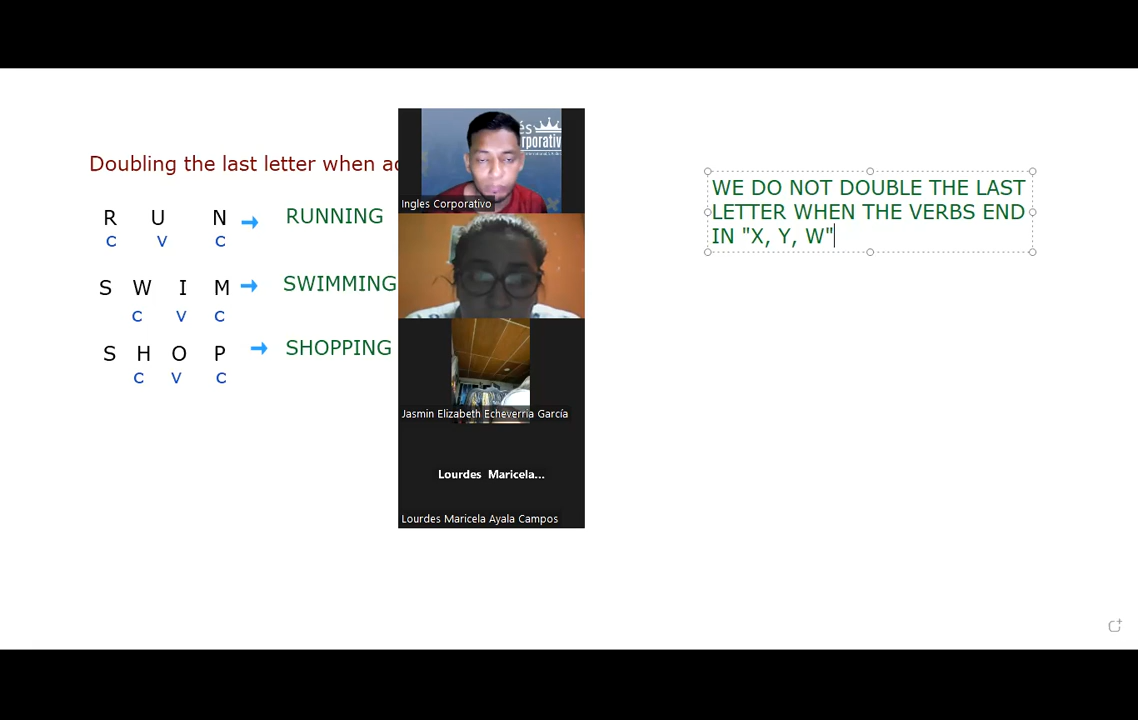 Doubling the last letter when
R U N
C V C
RUNNING
S W I M
C V C
SWIMMING
S H O P
C V C
SHOPPING
Ingles Corporativo
Jasmin Elizabeth Echeverria García
Lourdes Maricela...
Lourdes Maricela Ayala Campos
WE DO NOT DOUBLE THE LAST
LETTER WHEN THE VERBS END
IN "X, Y, W"